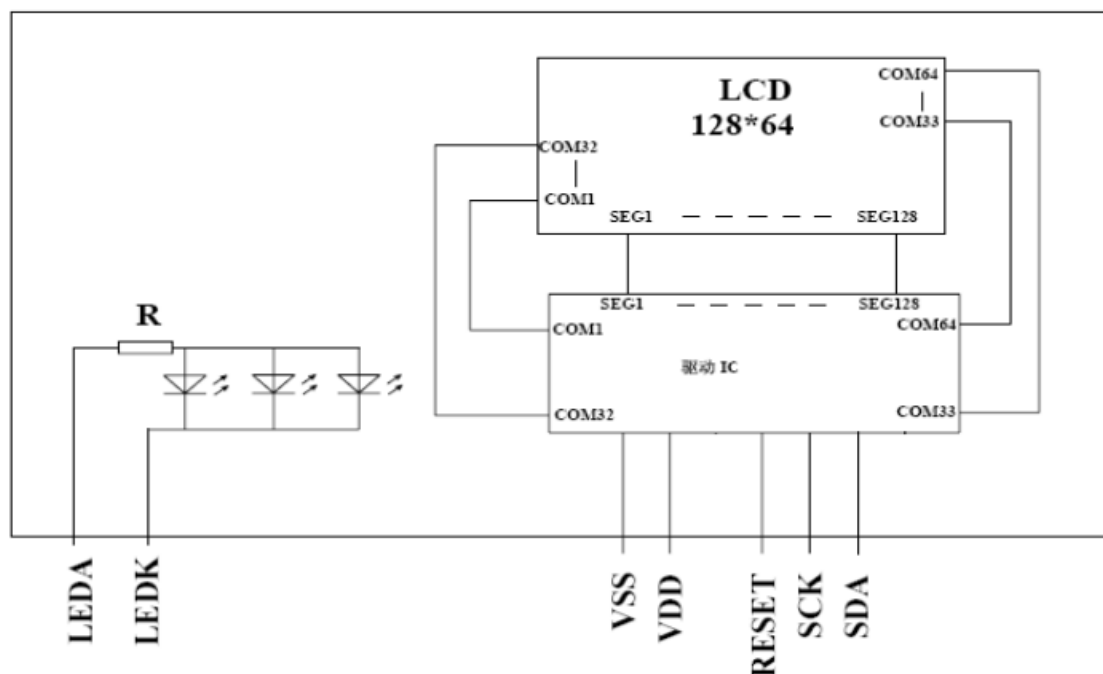 LCD
128*64
COM64
COM33
COM32
COM1
SEG1
SEG128
SEG1
SEG128
COM1
COM64
驱动 IC
COM32
COM33
R
LEDA
LEDK
VSS
VDD
RESET
SCK
SDA